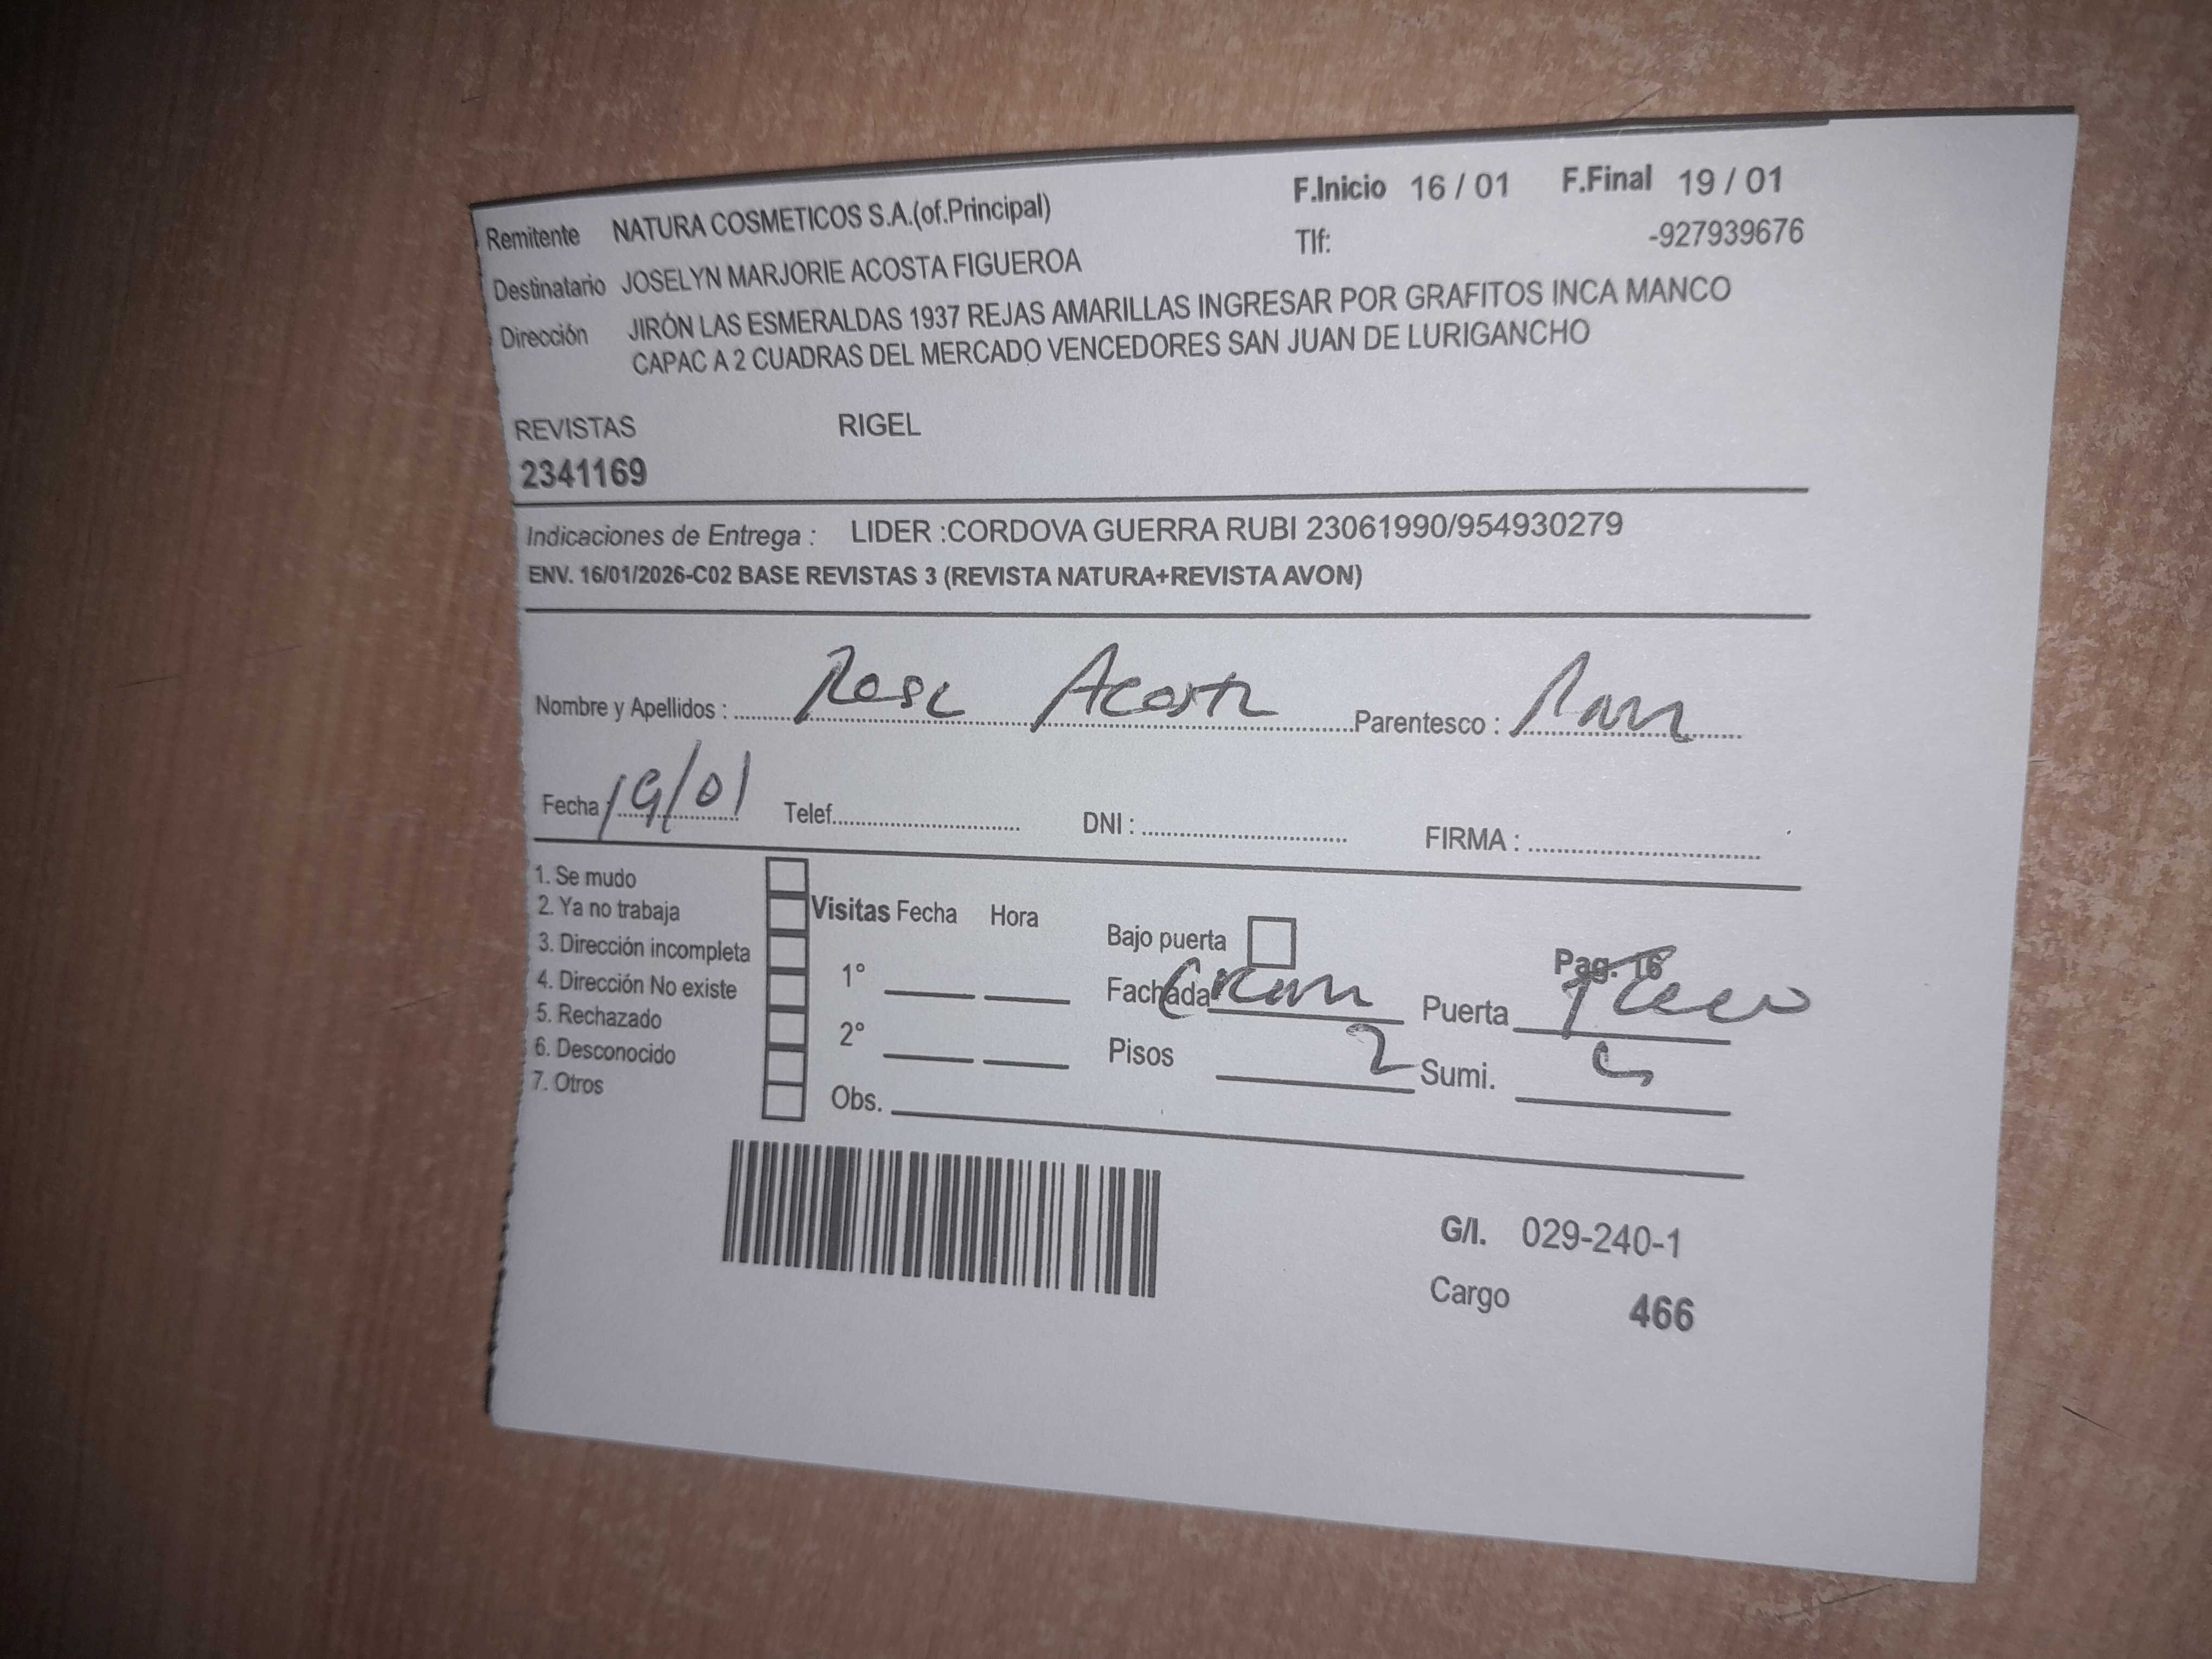 Remitente NATURA COSMETICOS S.A.(of.Principal) F.Inicio 16 / 01 F.Final 19 / 01
Destinatario JOSELYN MARJORIE ACOSTA FIGUEROA Tlf: -927939676
Dirección JIRÓN LAS ESMERALDAS 1937 REJAS AMARILLAS INGRESAR POR GRAFITOS INCA MANCO
CAPAC A 2 CUADRAS DEL MERCADO VENCEDORES SAN JUAN DE LURIGANCHO
REVISTAS RIGEL
2341169
Indicaciones de Entrega : LIDER :CORDOVA GUERRA RUBI 23061990/954930279
ENV. 16/01/2026-C02 BASE REVISTAS 3 (REVISTA NATURA+REVISTA AVON)
Nombre y Apellidos : Acosta Parentesco :
Fecha 19/01 Telef. DNI : FIRMA :
1. Se mudo
2. Ya no trabaja Visitas Fecha Hora Bajo puerta
3. Dirección incompleta Pag. 16
4. Dirección No existe 1° Fachada Puerta
5. Rechazado
6. Desconocido 2° Pisos 2 Sumi.
7. Otros Obs.
G/I. 029-240-1
Cargo 466